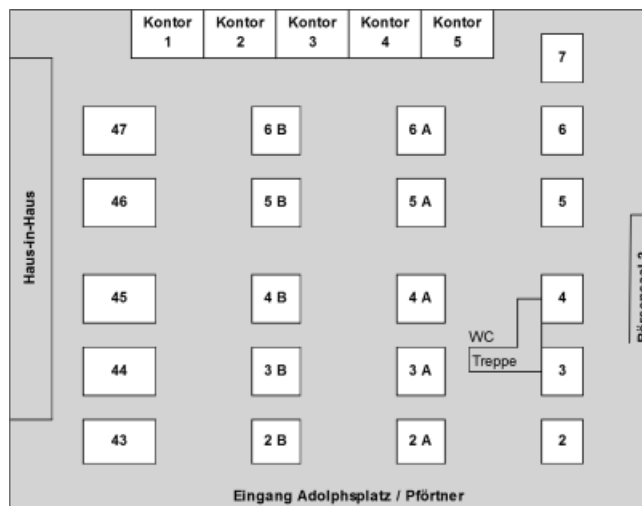 Kontor Kontor Kontor Kontor Kontor
1 2 3 4 5
7
47 6 B 6 A 6
46 5 B 5 A 5
Haus-in-Haus
45 4 B 4 A 4
WC
Treppe
44 3 B 3 A 3
43 2 B 2 A 2
Eingang Adolphsplatz / Pförtner